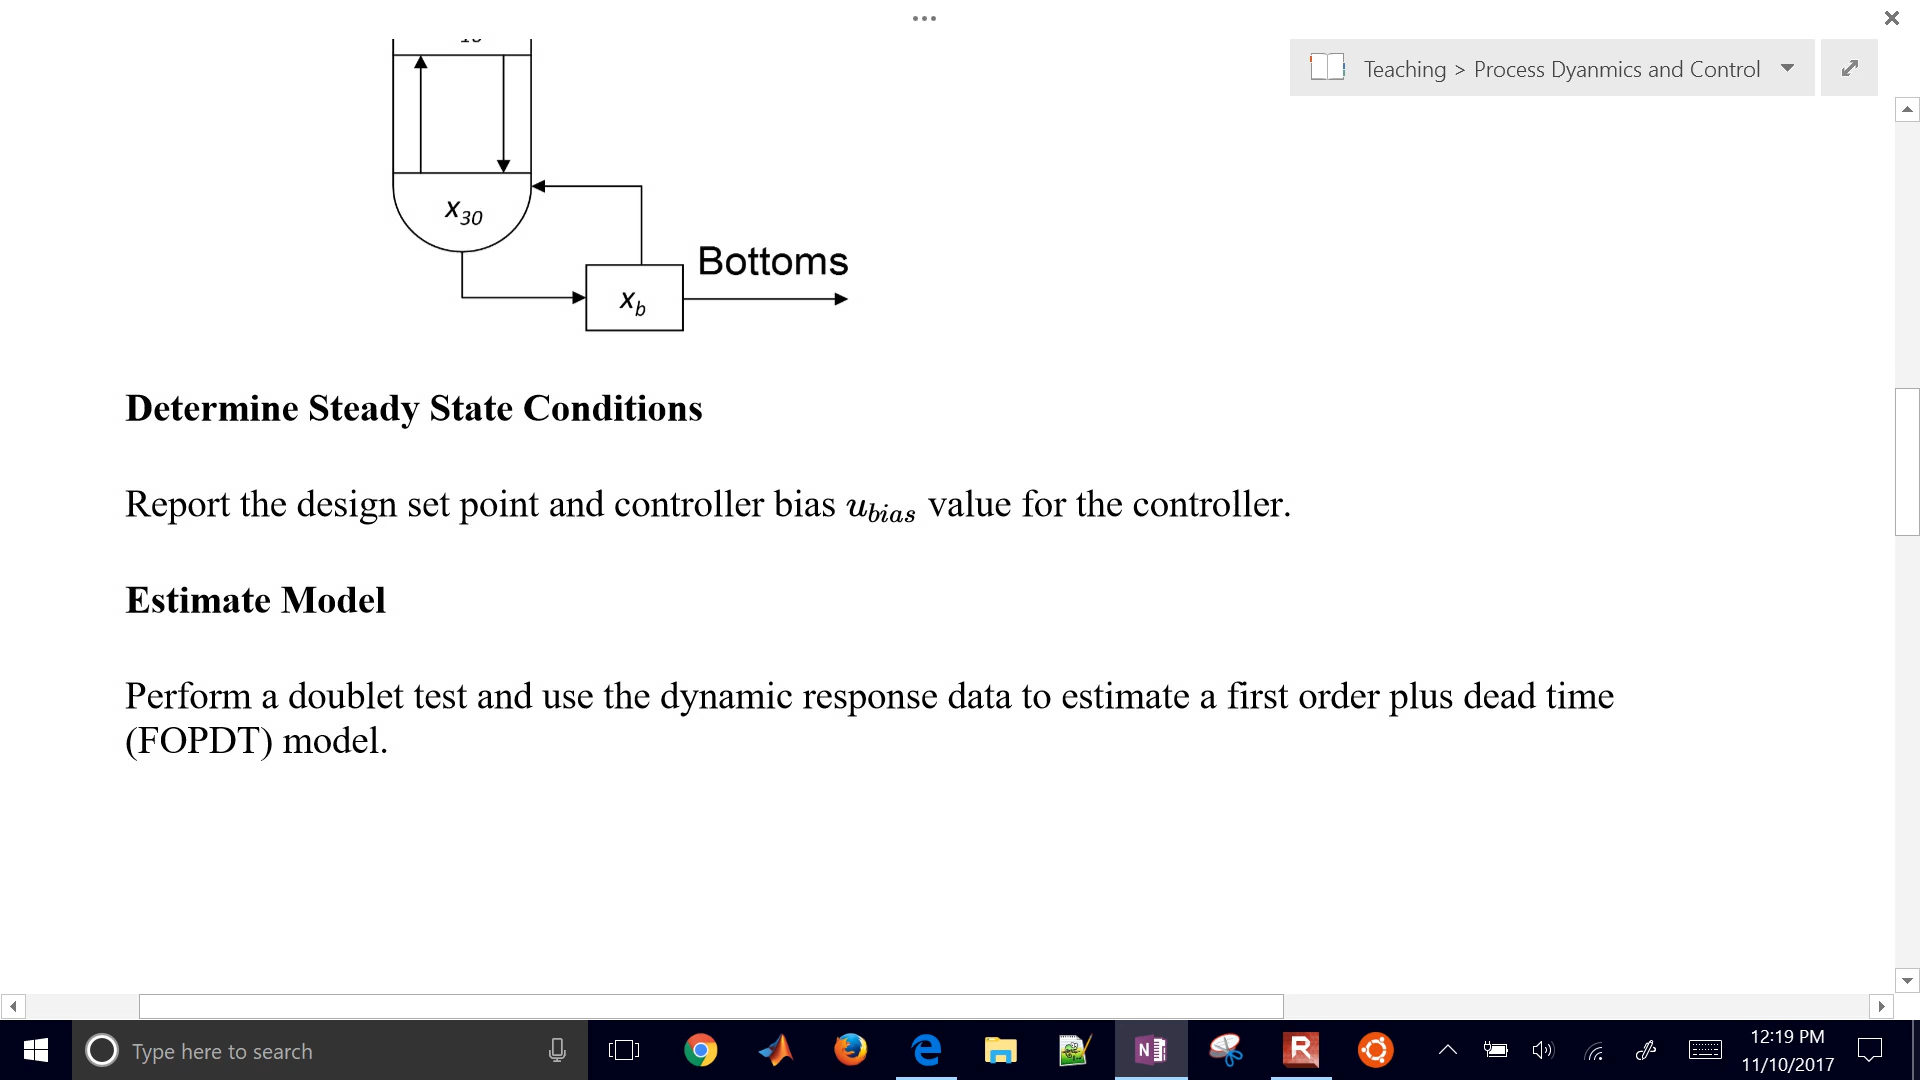 Teaching > Process Dyanmics and Control
x30
Bottoms
xb
Determine Steady State Conditions
Report the design set point and controller bias ubias value for the controller.
Estimate Model
Perform a doublet test and use the dynamic response data to estimate a first order plus dead time
(FOPDT) model.
Type here to search
N
R
12:19 PM
11/10/2017